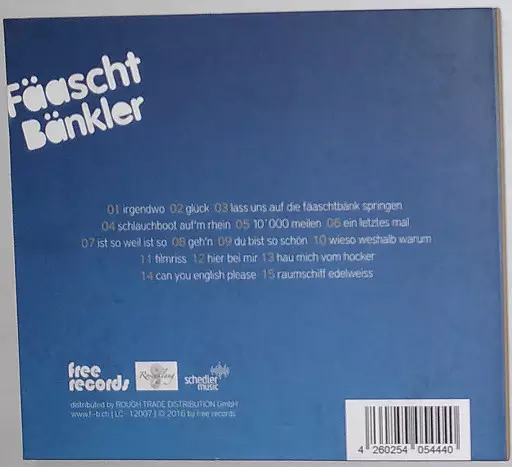 Fäascht
Bänkler
01 irgendwo 02 glück 03 lass uns auf die fäaschtbänk springen
04 schlauchboot auf'm rhein 05 10'000 meilen 06 ein letztes mal
07 ist so weil ist so 08 geh'n 09 du bist so schön 10 wieso weshalb warum
11 filmriss 12 hier bei mir 13 hau mich vom hocker
14 can you english please 15 raumschiff edelweiss
free
records
schedler
music
distributed by ROUGH TRADE DISTRIBUTION GmbH
www.f-b.ch | LC - 12007 | © 2016 by free records
4 260254 054440